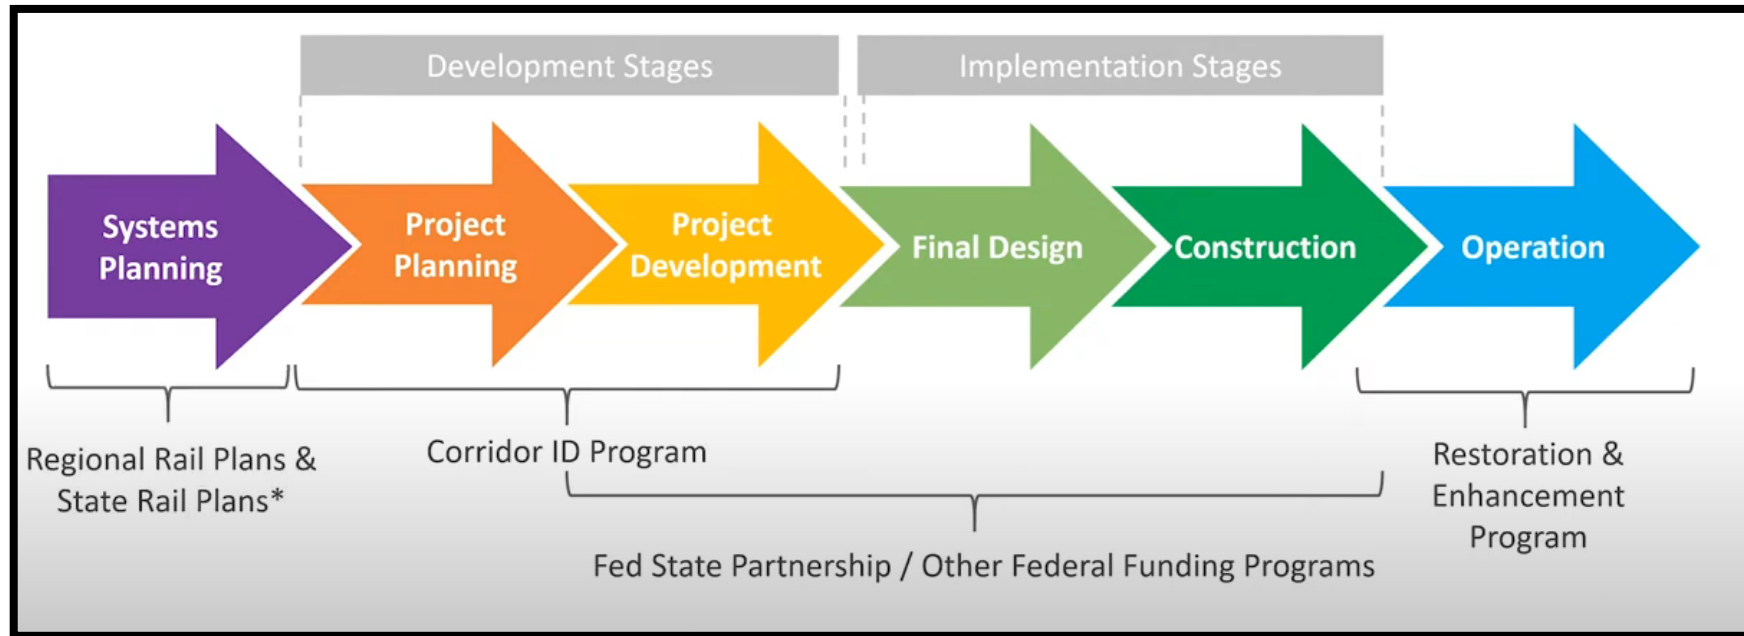 Development Stages
Implementation Stages
Systems
Planning
Project
Planning
Project
Development
Final Design
Construction
Operation
Regional Rail Plans &
State Rail Plans*
Corridor ID Program
Fed State Partnership / Other Federal Funding Programs
Restoration &
Enhancement
Program